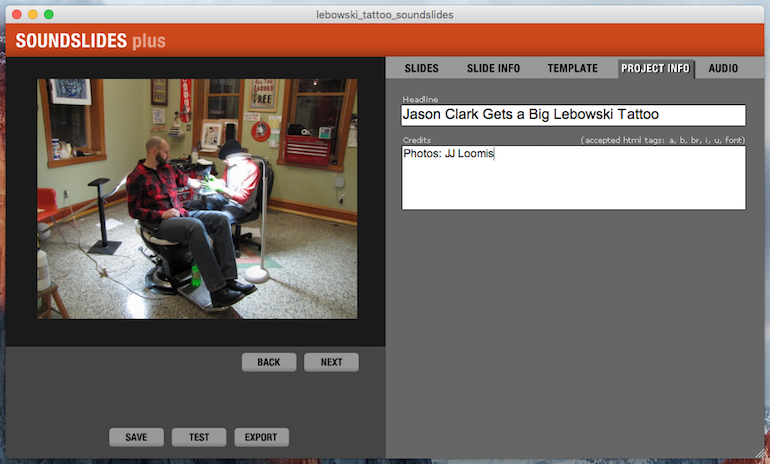 lebowski_tattoo_soundslides
SOUNDSLIDES plus
SLIDES SLIDE INFO TEMPLATE PROJECT INFO AUDIO
Headline
Jason Clark Gets a Big Lebowski Tattoo
Credits (accepted html tags: a, b, br, i, u, font)
Photos: JJ Loomis
ALL THE
LADIES
FREE
BACK NEXT
SAVE TEST EXPORT